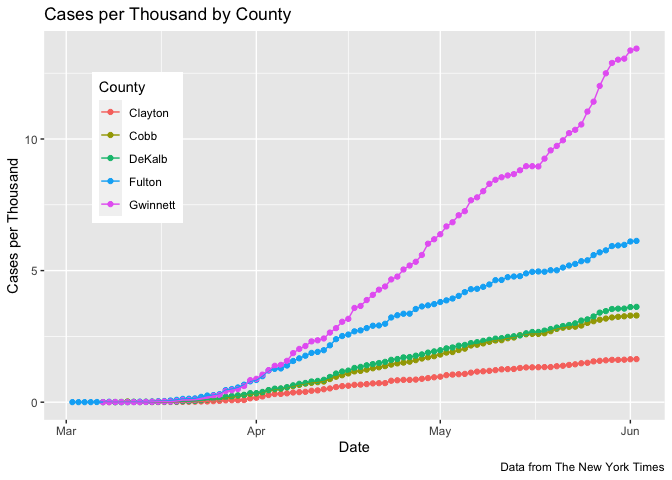 Cases per Thousand by County
County
Clayton
Cobb
DeKalb
Fulton
Gwinnett
Cases per Thousand
10
5
0
Mar
Apr
May
Jun
Date
Data from The New York Times